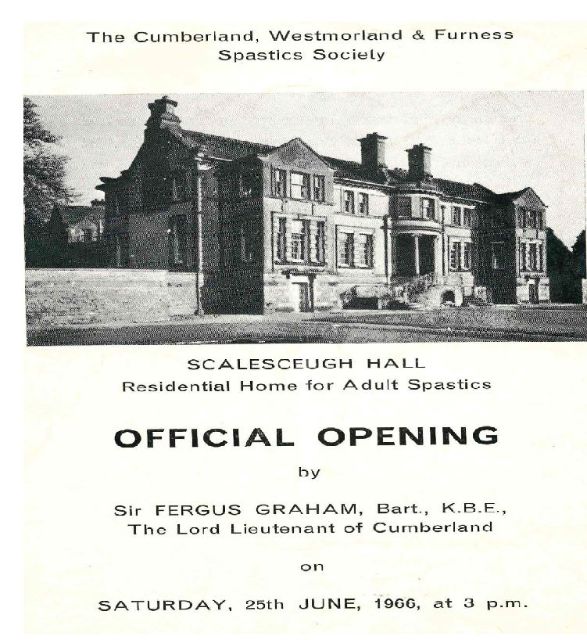 The Cumberland, Westmorland & Furness
Spastics Society
SCALESCEUGH HALL
Residential Home for Adult Spastics
OFFICIAL OPENING
by
Sir FERGUS GRAHAM, Bart., K.B.E.,
The Lord Lieutenant of Cumberland
on
SATURDAY, 25th JUNE, 1966, at 3 p.m.